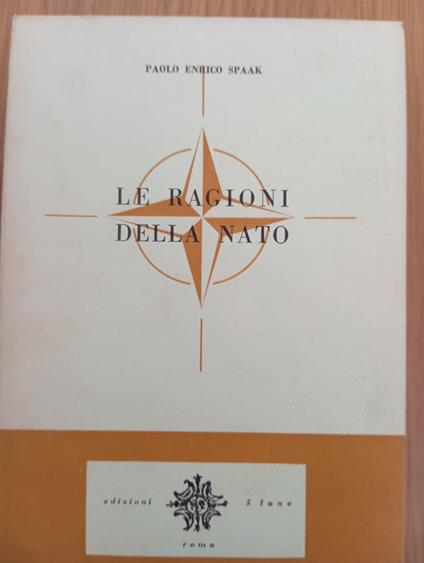 PAOLO ENRICO SPAAK
LE RAGIONI
DELLA NATO
edizioni 5 lune
roma